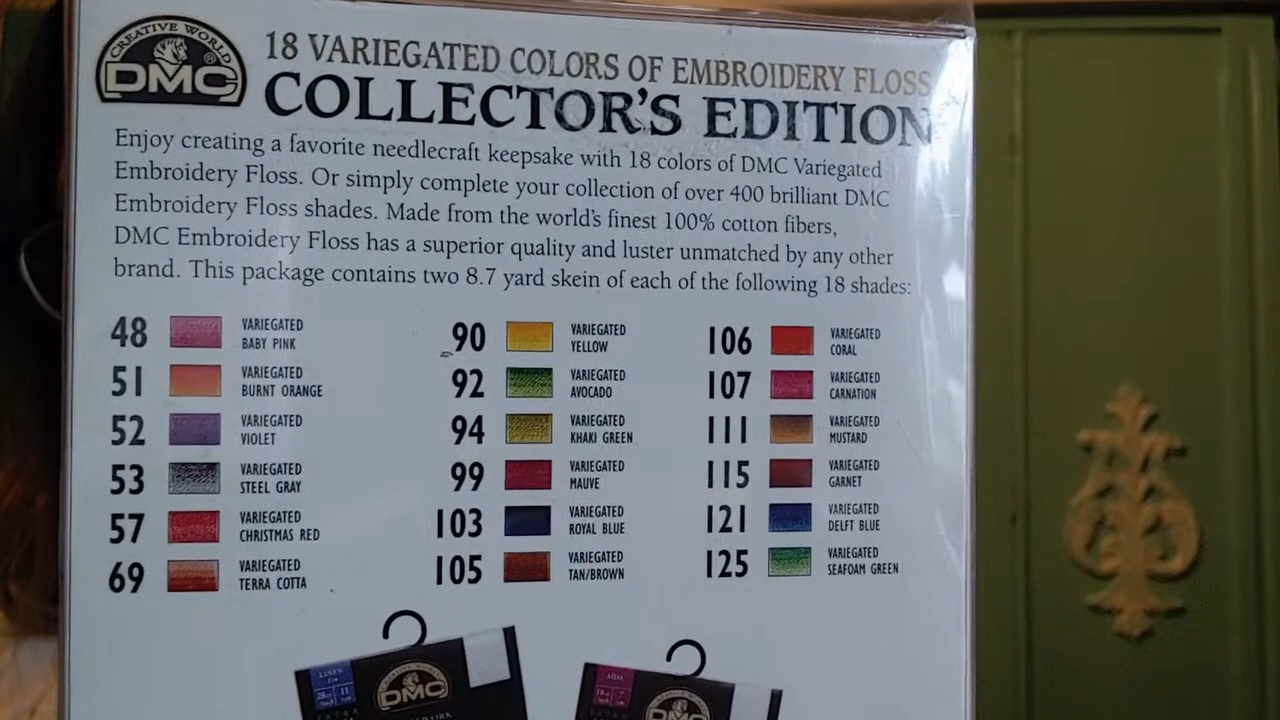 CREATIVE WORLD
DMC®
18 VARIEGATED COLORS OF EMBROIDERY FLOSS
COLLECTOR'S EDITION
Enjoy creating a favorite needlecraft keepsake with 18 colors of DMC Variegated
Embroidery Floss. Or simply complete your collection of over 400 brilliant DMC
Embroidery Floss shades. Made from the world's finest 100% cotton fibers,
DMC Embroidery Floss has a superior quality and luster unmatched by any other
brand. This package contains two 8.7 yard skein of each of the following 18 shades:
48 VARIEGATED
BABY PINK
51 VARIEGATED
BURNT ORANGE
52 VARIEGATED
VIOLET
53 VARIEGATED
STEEL GRAY
57 VARIEGATED
CHRISTMAS RED
69 VARIEGATED
TERRA COTTA
90 VARIEGATED
YELLOW
92 VARIEGATED
AVOCADO
94 VARIEGATED
KHAKI GREEN
99 VARIEGATED
MAUVE
103 VARIEGATED
ROYAL BLUE
105 VARIEGATED
TAN/BROWN
106 VARIEGATED
CORAL
107 VARIEGATED
CARNATION
111 VARIEGATED
MUSTARD
115 VARIEGATED
GARNET
121 VARIEGATED
DELFT BLUE
125 VARIEGATED
SEAFOAM GREEN
LINEN
28 11
CREATIVE WORLD
DMC
AIDA
DMC